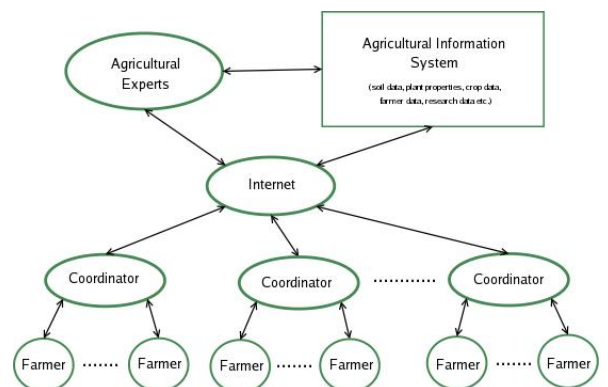 Agricultural
Experts
Agricultural Information
System
(soil data, plant properties, crop data,
farmer data, research data etc.)
Internet
Coordinator
Coordinator
Coordinator
Farmer
Farmer
Farmer
Farmer
Farmer
Farmer